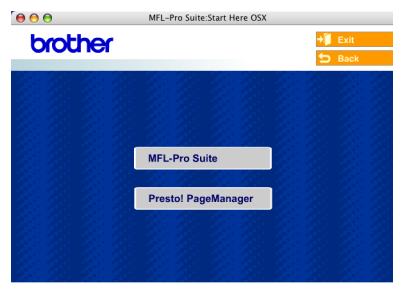 MFL-Pro Suite:Start Here OSX
brother
Exit
Back
MFL-Pro Suite
Presto! PageManager